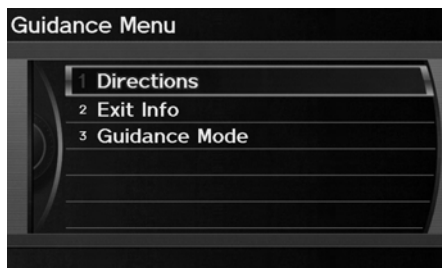 Guidance Menu
1 Directions
2 Exit Info
3 Guidance Mode